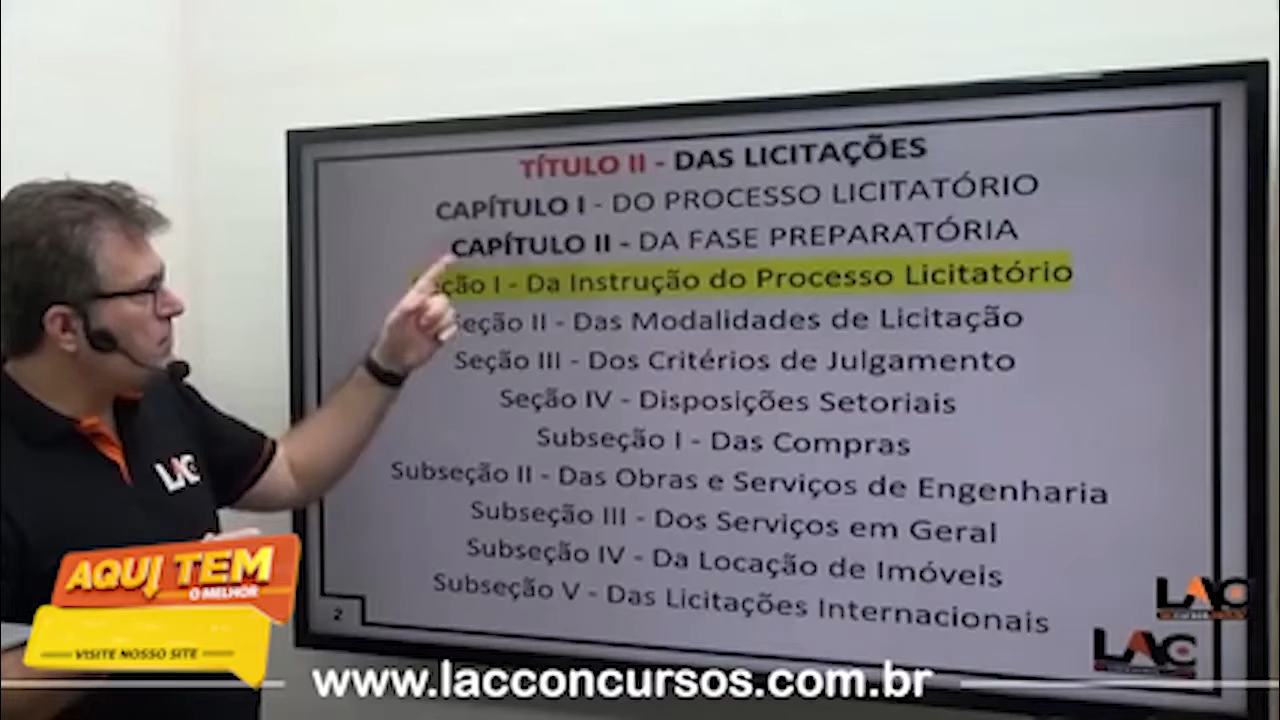 TÍTULO II - DAS LICITAÇÕES
CAPÍTULO I - DO PROCESSO LICITATÓRIO
CAPÍTULO II - DA FASE PREPARATÓRIA
I - Da Instrução do Processo Licitatório
Seção II - Das Modalidades de Licitação
Seção III - Dos Critérios de Julgamento
Seção IV - Disposições Setoriais
Subseção I - Das Compras
Subseção II - Das Obras e Serviços de Engenharia
Subseção III - Dos Serviços em Geral
Subseção IV - Da Locação de Imóveis
Subseção V - Das Licitações Internacionais
2
LAC
AQUI TEM
O MELHOR
VISITE NOSSO SITE
LAC
LAC
www.lacconcursos.com.br